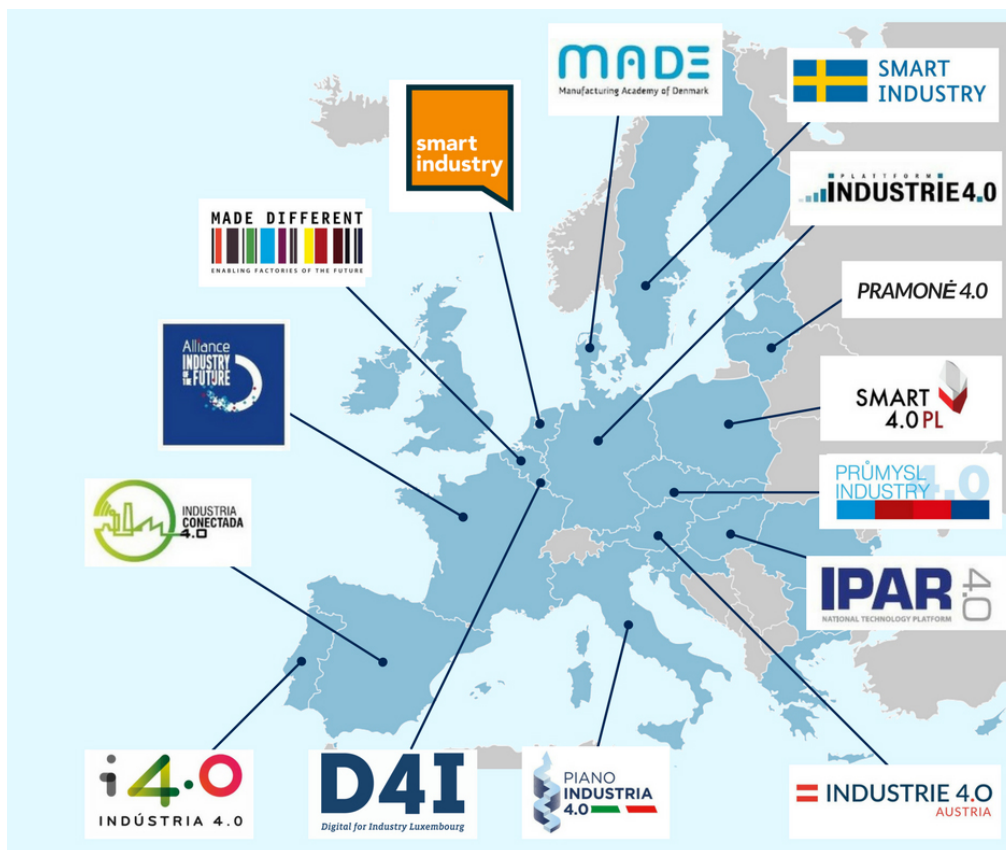 MADE
Manufacturing Academy of Denmark
SMART
INDUSTRY
smart
industry
PLATTFORM
INDUSTRIE4.0
MADE DIFFERENT
ENABLING FACTORIES OF THE FUTURE
PRAMONĖ 4.0
Alliance
INDUSTRY
OF THE
FUTURE
SMART
4.0 PL
PRŮMYSL
INDUSTRY 4.0
INDUSTRIA
CONECTADA
4.0
IPAR 4.0
NATIONAL TECHNOLOGY PLATFORM
i4.0
INDÚSTRIA 4.0
D4I
Digital for Industry Luxembourg
PIANO
INDUSTRIA
4.0
INDUSTRIE 4.0
AUSTRIA